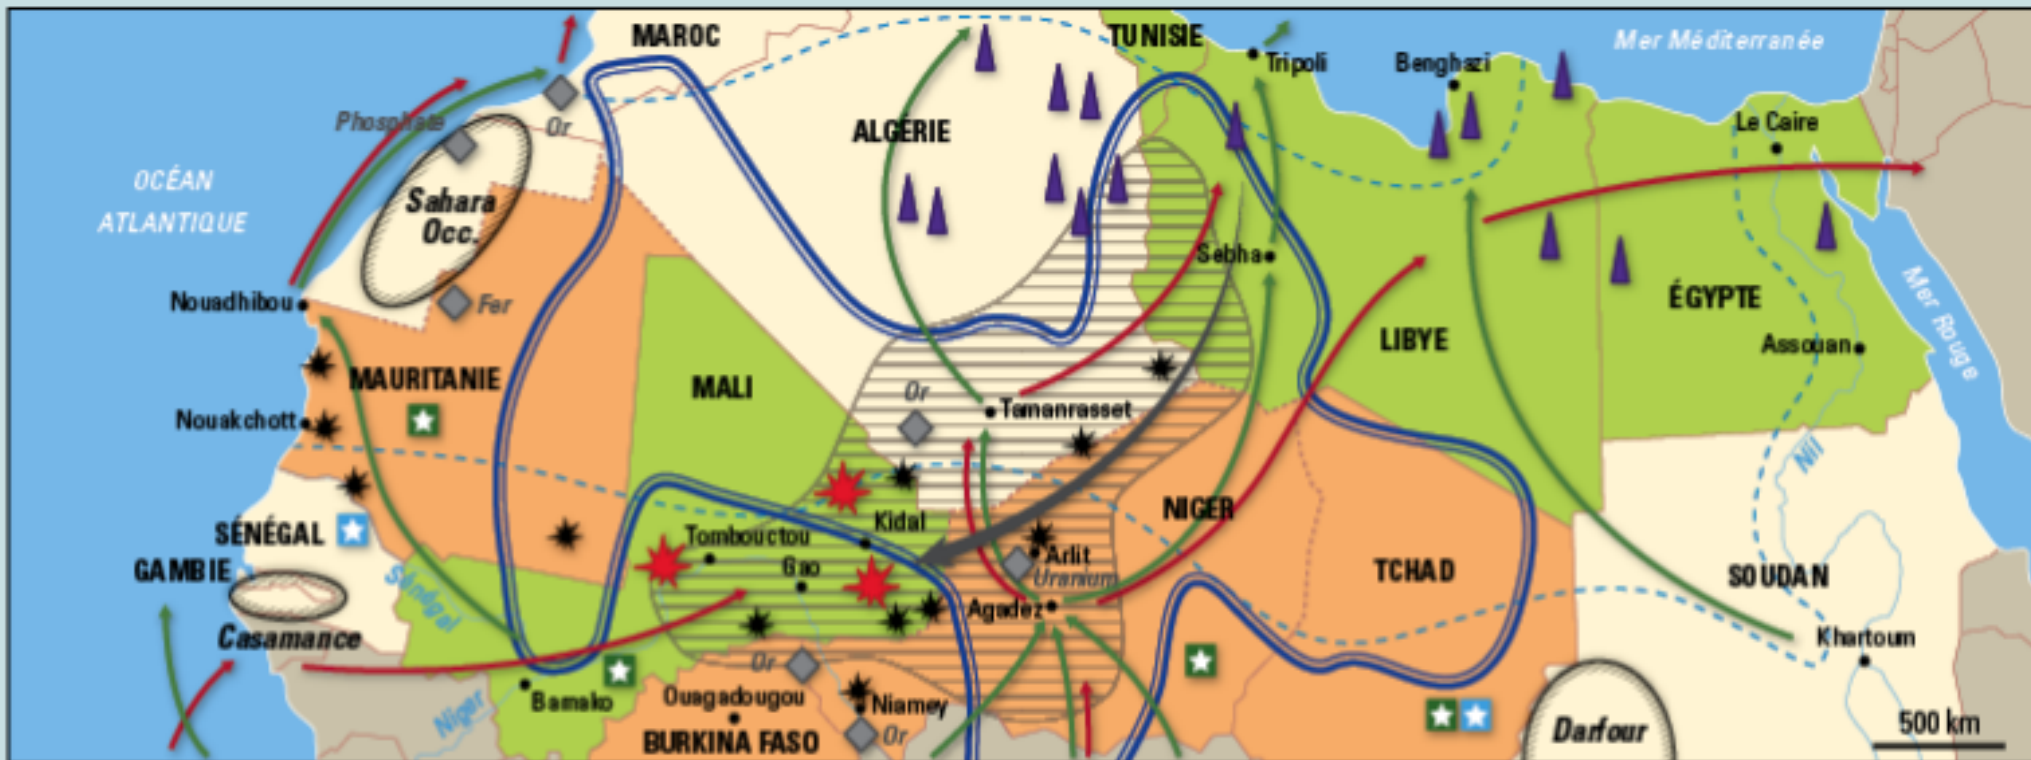 MAROC
TUNISIE
Mer Méditerranée
Tripoli
Benghazi
Phosphate
Or
ALGÉRIE
Le Caire
OCÉAN
ATLANTIQUE
Sahara
Occ.
Sebha
Nouadhibou
Fer
ÉGYPTE
Mer Rouge
LIBYE
Assouan
MAURITANIE
MALI
Or
Tamanrasset
Nouakchott
Nil
NIGER
SÉNÉGAL
Kidal
Tombouctou
Arlit
GAMBIE
Gao
Uranium
TCHAD
SOUDAN
Sénégal
Agadez
Casamance
Khartoum
Or
Bamako
Ouagadougou
Niamey
Niger
BURKINA FASO
Or
Darfour
500 km